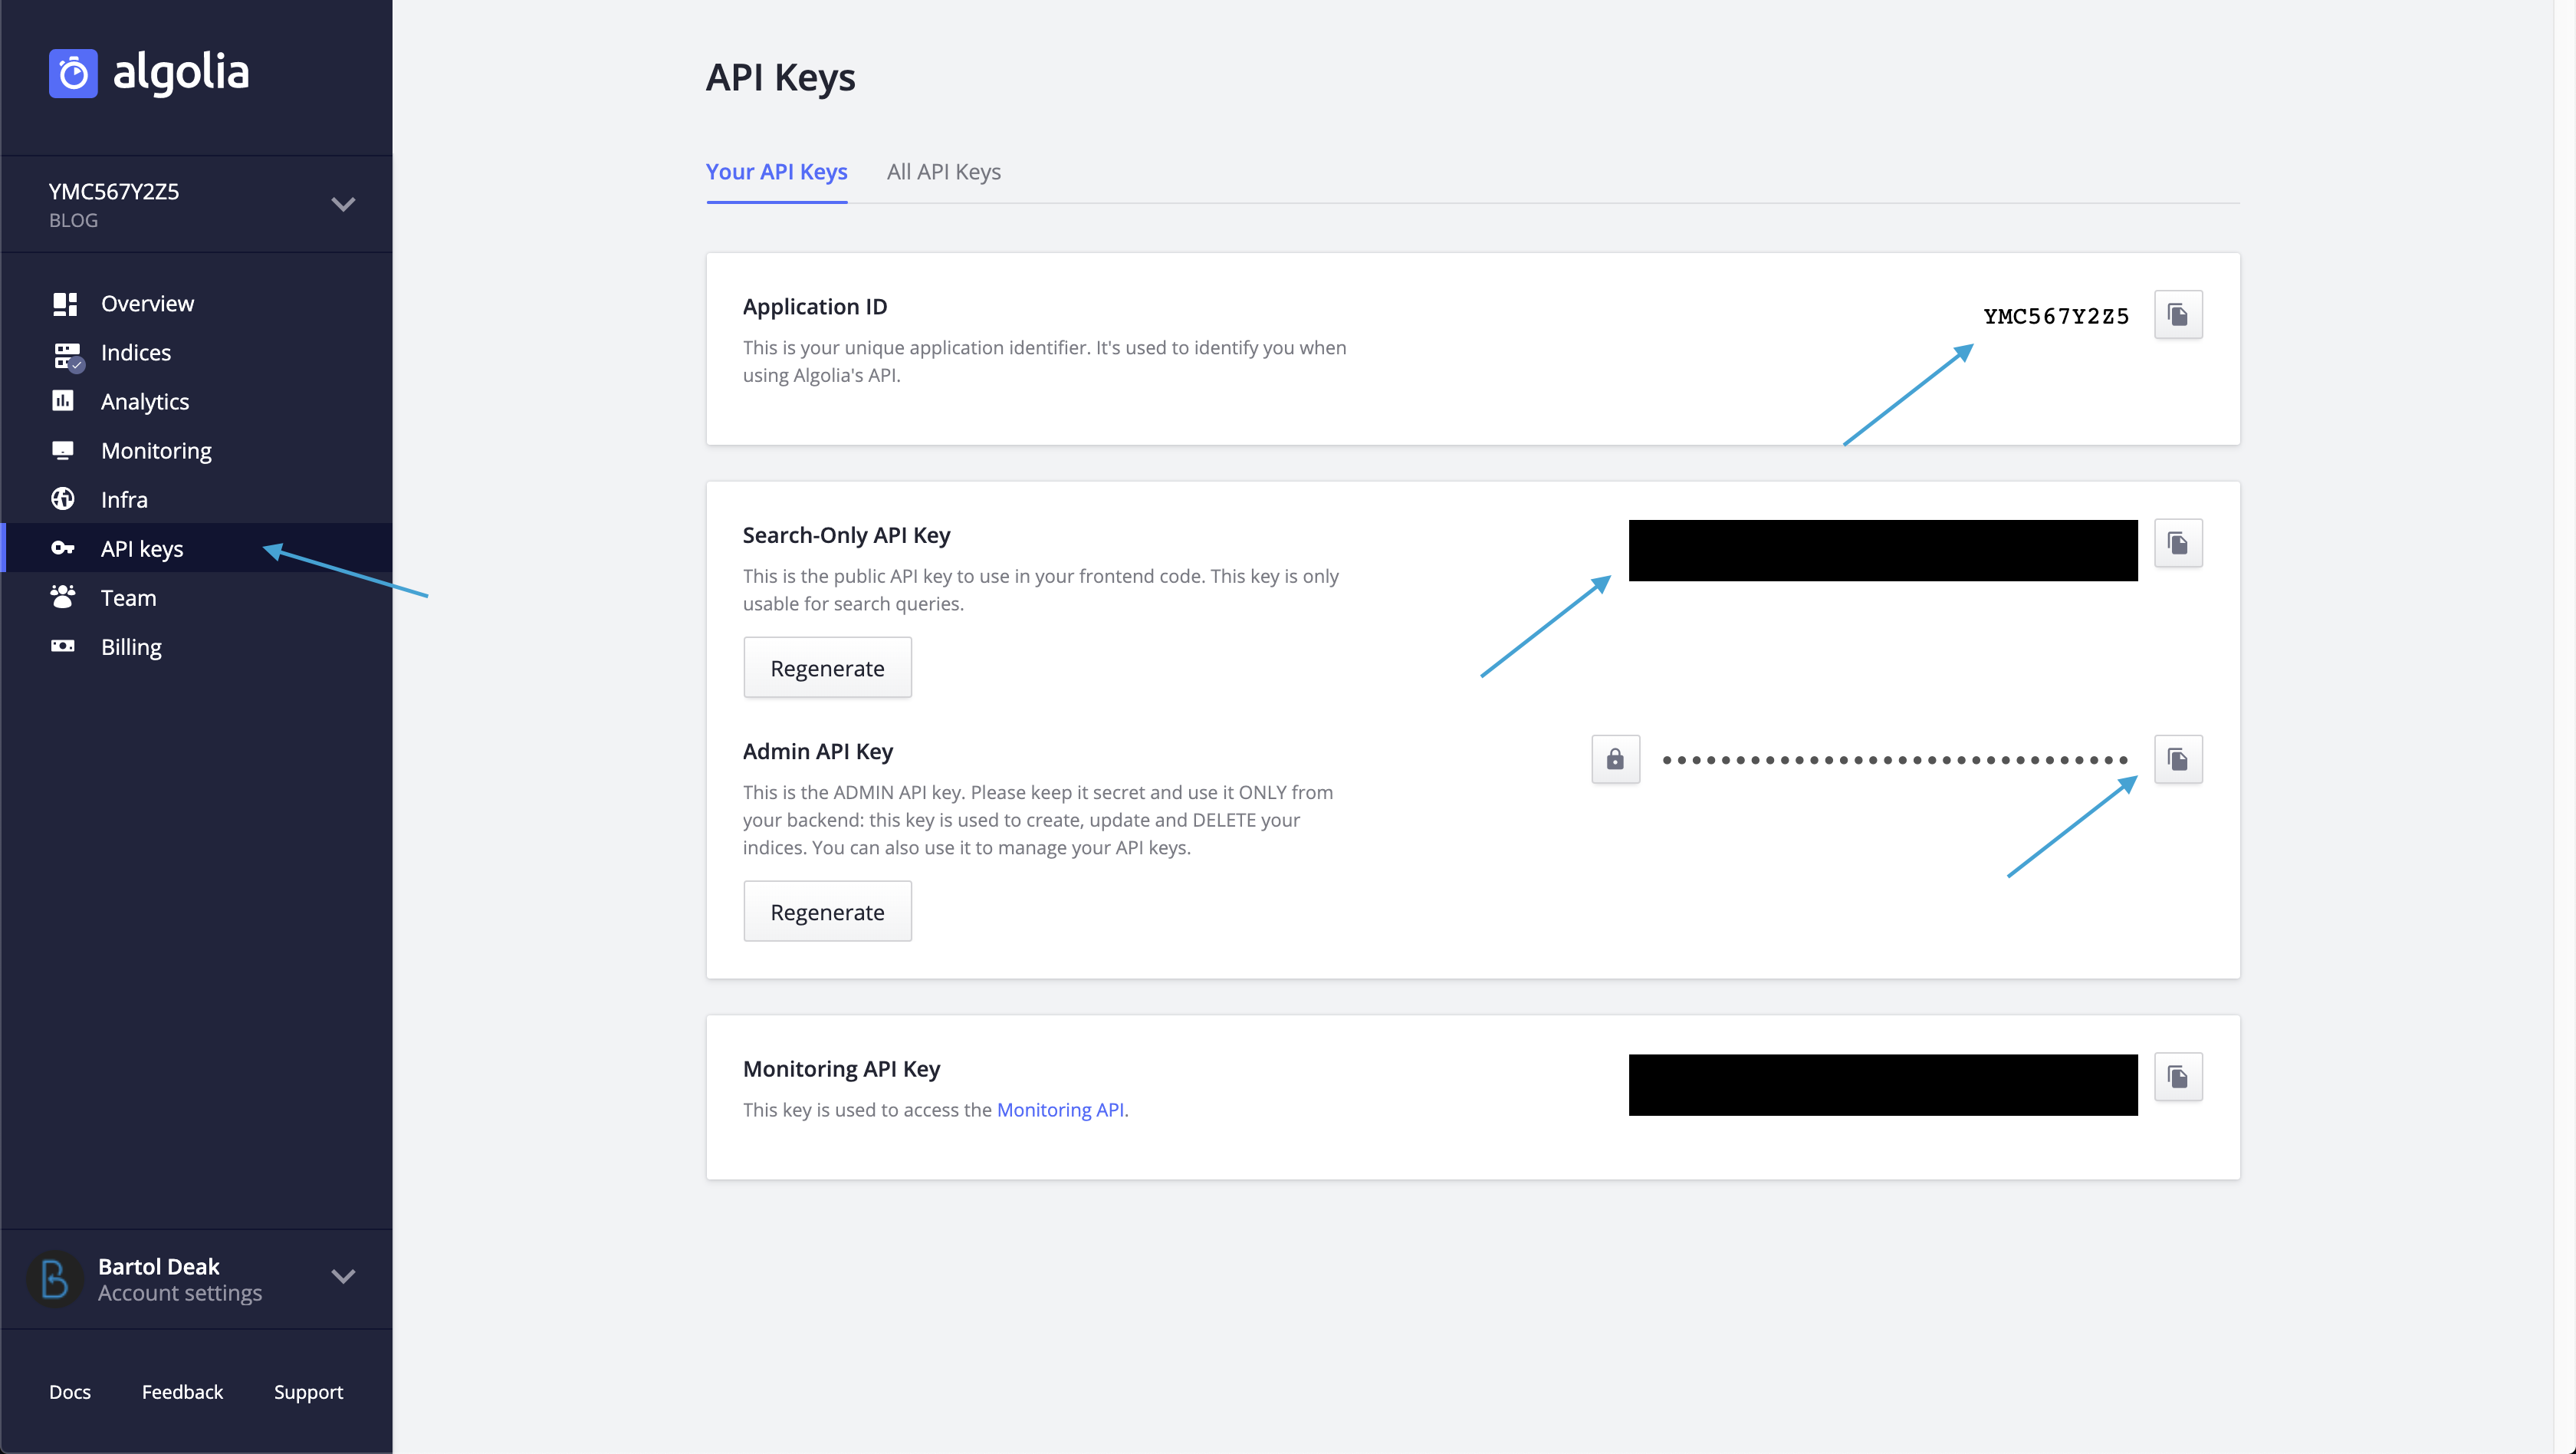 algolia
YMC567Y2Z5
BLOG
Overview
Indices
Analytics
Monitoring
Infra
API keys
Team
Billing
Bartol Deak
Account settings
Docs
Feedback
Support
API Keys
Your API Keys
All API Keys
Application ID
YMC567Y2Z5
This is your unique application identifier. It's used to identify you when
using Algolia's API.
Search-Only API Key
This is the public API key to use in your frontend code. This key is only
usable for search queries.
Regenerate
Admin API Key
This is the ADMIN API key. Please keep it secret and use it ONLY from
your backend: this key is used to create, update and DELETE your
indices. You can also use it to manage your API keys.
Regenerate
Monitoring API Key
This key is used to access the Monitoring API.